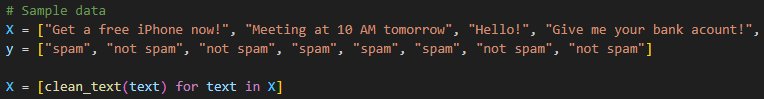 # Sample data
X = ["Get a free iPhone now!", "Meeting at 10 AM tomorrow", "Hello!", "Give me your bank acount!",
y = ["spam", "not spam", "not spam", "spam", "spam", "spam", "not spam", "not spam"]
X = [clean_text(text) for text in X]